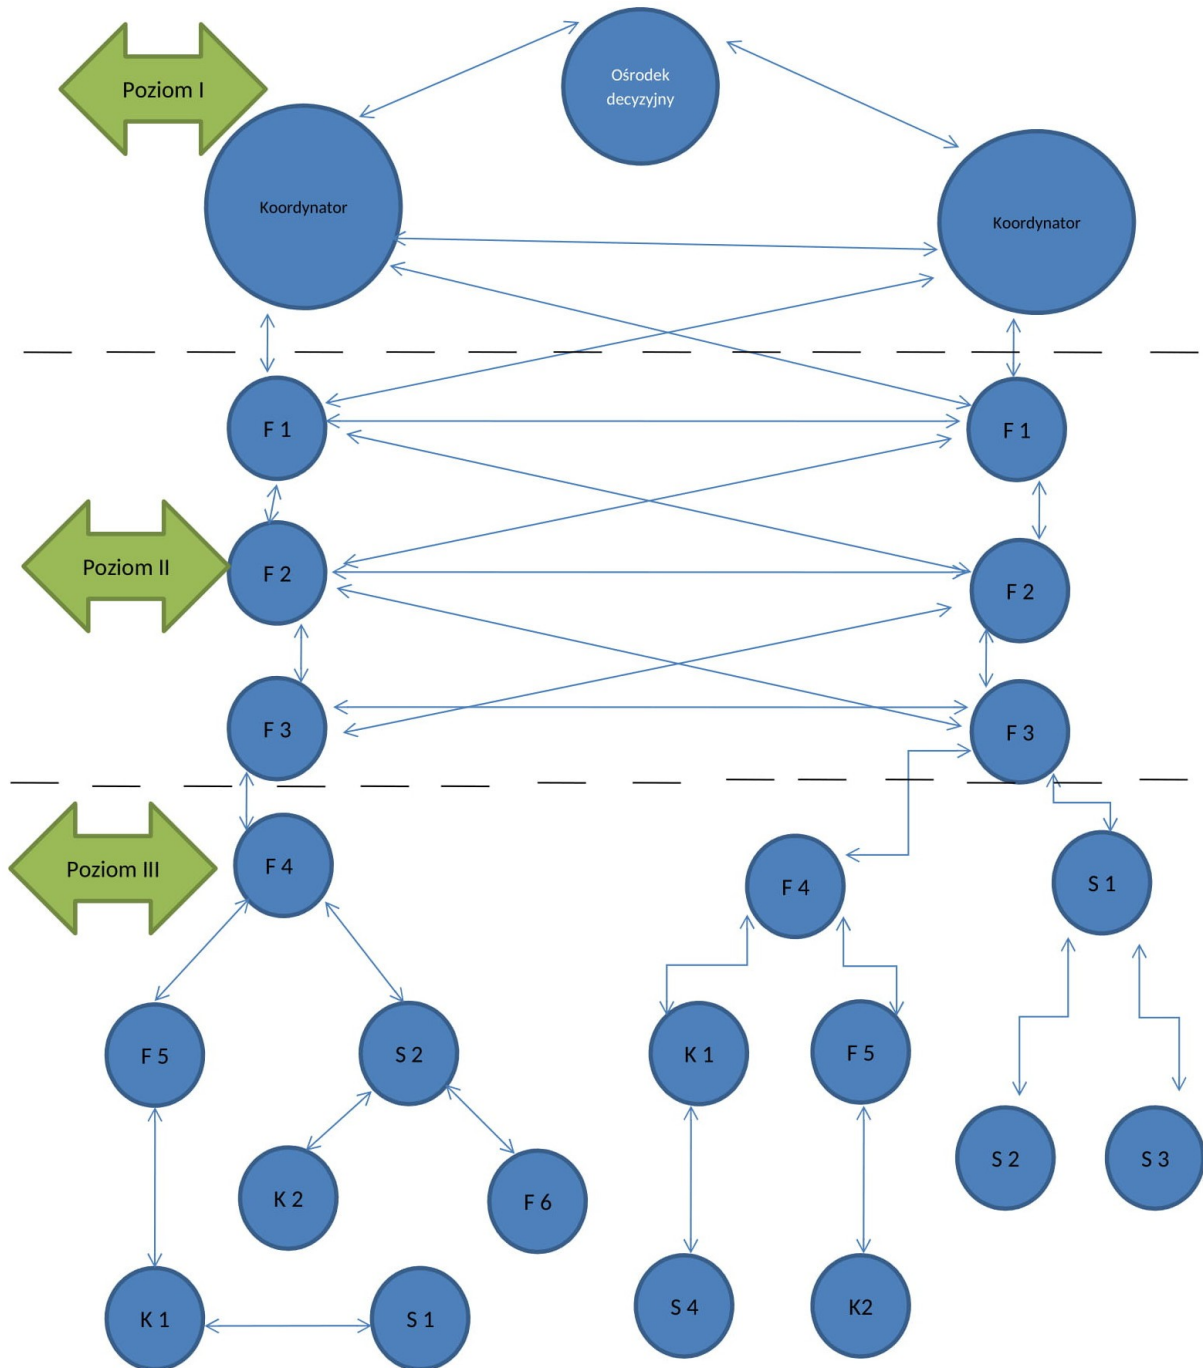 Poziom I
Ośrodek
decyzyjny
Koordynator
Koordynator
F 1
F 1
Poziom II
F 2
F 2
F 3
F 3
Poziom III
F 4
F 4
S 1
F 5
S 2
K 1
F 5
K 2
F 6
S 2
S 3
K 1
S 1
S 4
K2